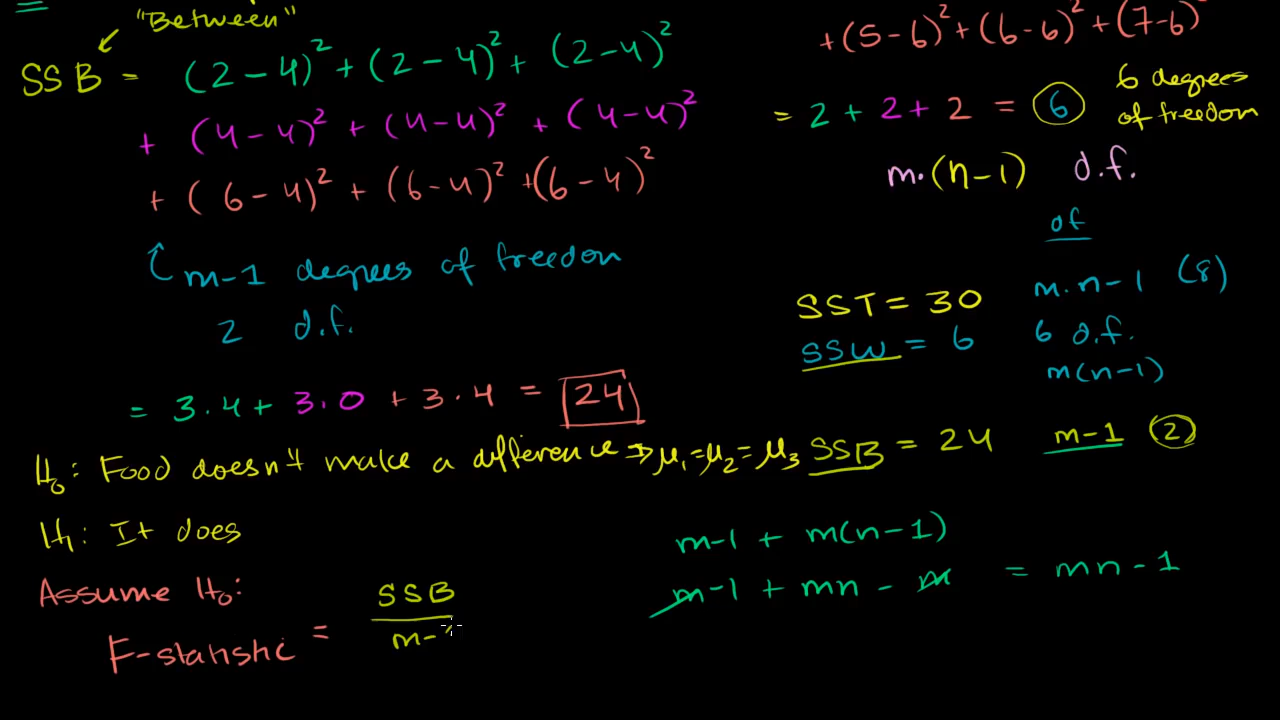 "Between"
SSB = (2-4)² + (2-4)² + (2-4)²
+ (4-4)² + (4-4)² + (4-4)²
+ (6-4)² + (6-4)² + (6-4)²
m-1 degrees of freedom
2 d.f.
= 3.4 + 3.0 + 3.4 = 24
H₀: Food doesn't make a difference ⇒ μ₁=μ₂=μ₃
H₁: It does
Assume H₀:
F-statistic = SSB
m-
+(5-6)² + (6-6)² + (7-6)²
= 2 + 2 + 2 = 6
6 degrees
of freedom
m.(n-1) d.f.
df
SST = 30 m.n-1 (8)
SSW = 6 6 d.f.
m(n-1)
SSB = 24 m-1 2
m-1 + m(n-1)
m-1 + mn - m = mn-1